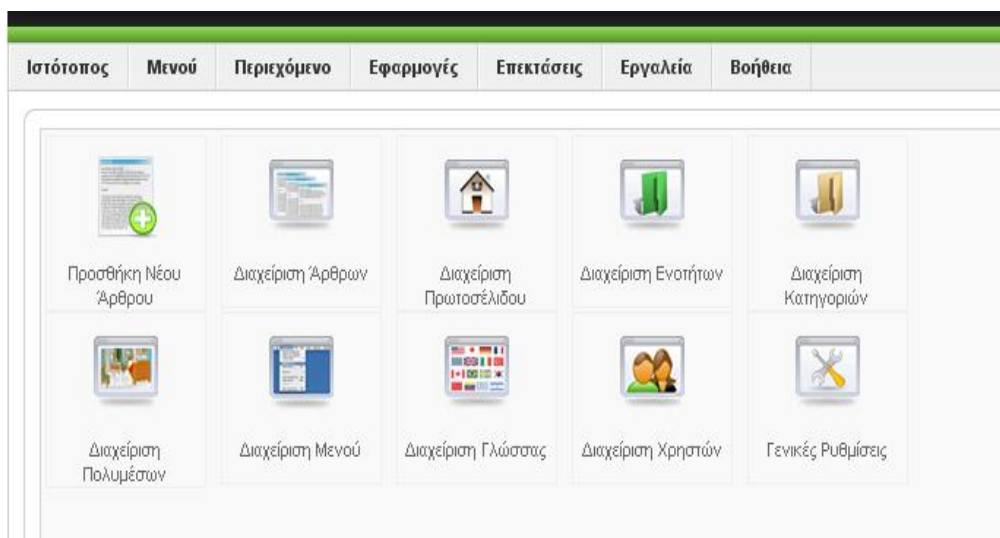 Ιστότοπος Μενού Περιεχόμενο Εφαρμογές Επεκτάσεις Εργαλεία Βοήθεια
Προσθήκη Νέου
Άρθρου
Διαχείριση Άρθρων
Διαχείριση
Πρωτοσέλιδου
Διαχείριση Ενοτήτων
Διαχείριση
Κατηγοριών
Διαχείριση
Πολυμέσων
Διαχείριση Μενού
Διαχείριση Γλώσσας
Διαχείριση Χρηστών
Γενικές Ρυθμίσεις